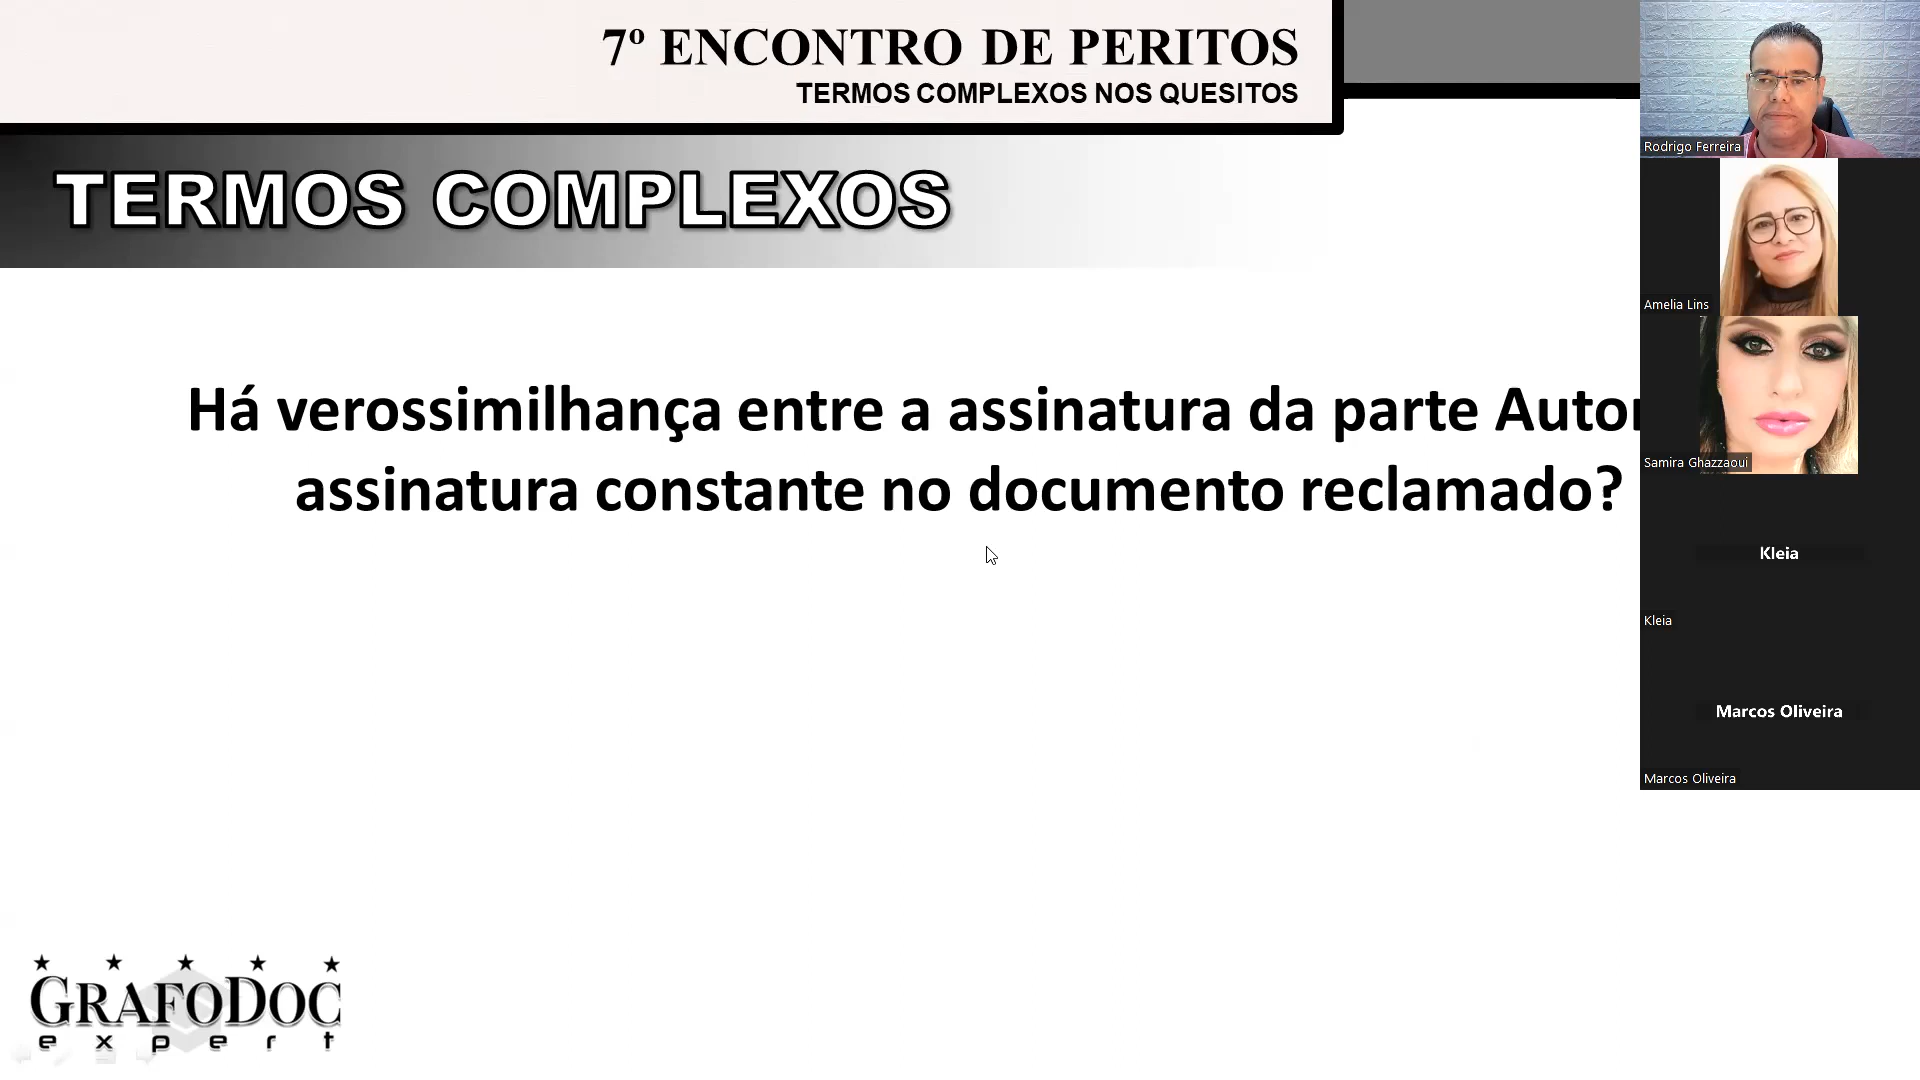 7º ENCONTRO DE PERITOS
TERMOS COMPLEXOS NOS QUESITOS
TERMOS COMPLEXOS
Há verossimilhança entre a assinatura da parte
assinatura constante no documento reclamado?
GRAFODOC
expert
Rodrigo Ferreira
Amelia Lins
Samira Ghazzaoui
Kleia
Kleia
Marcos Oliveira
Marcos Oliveira